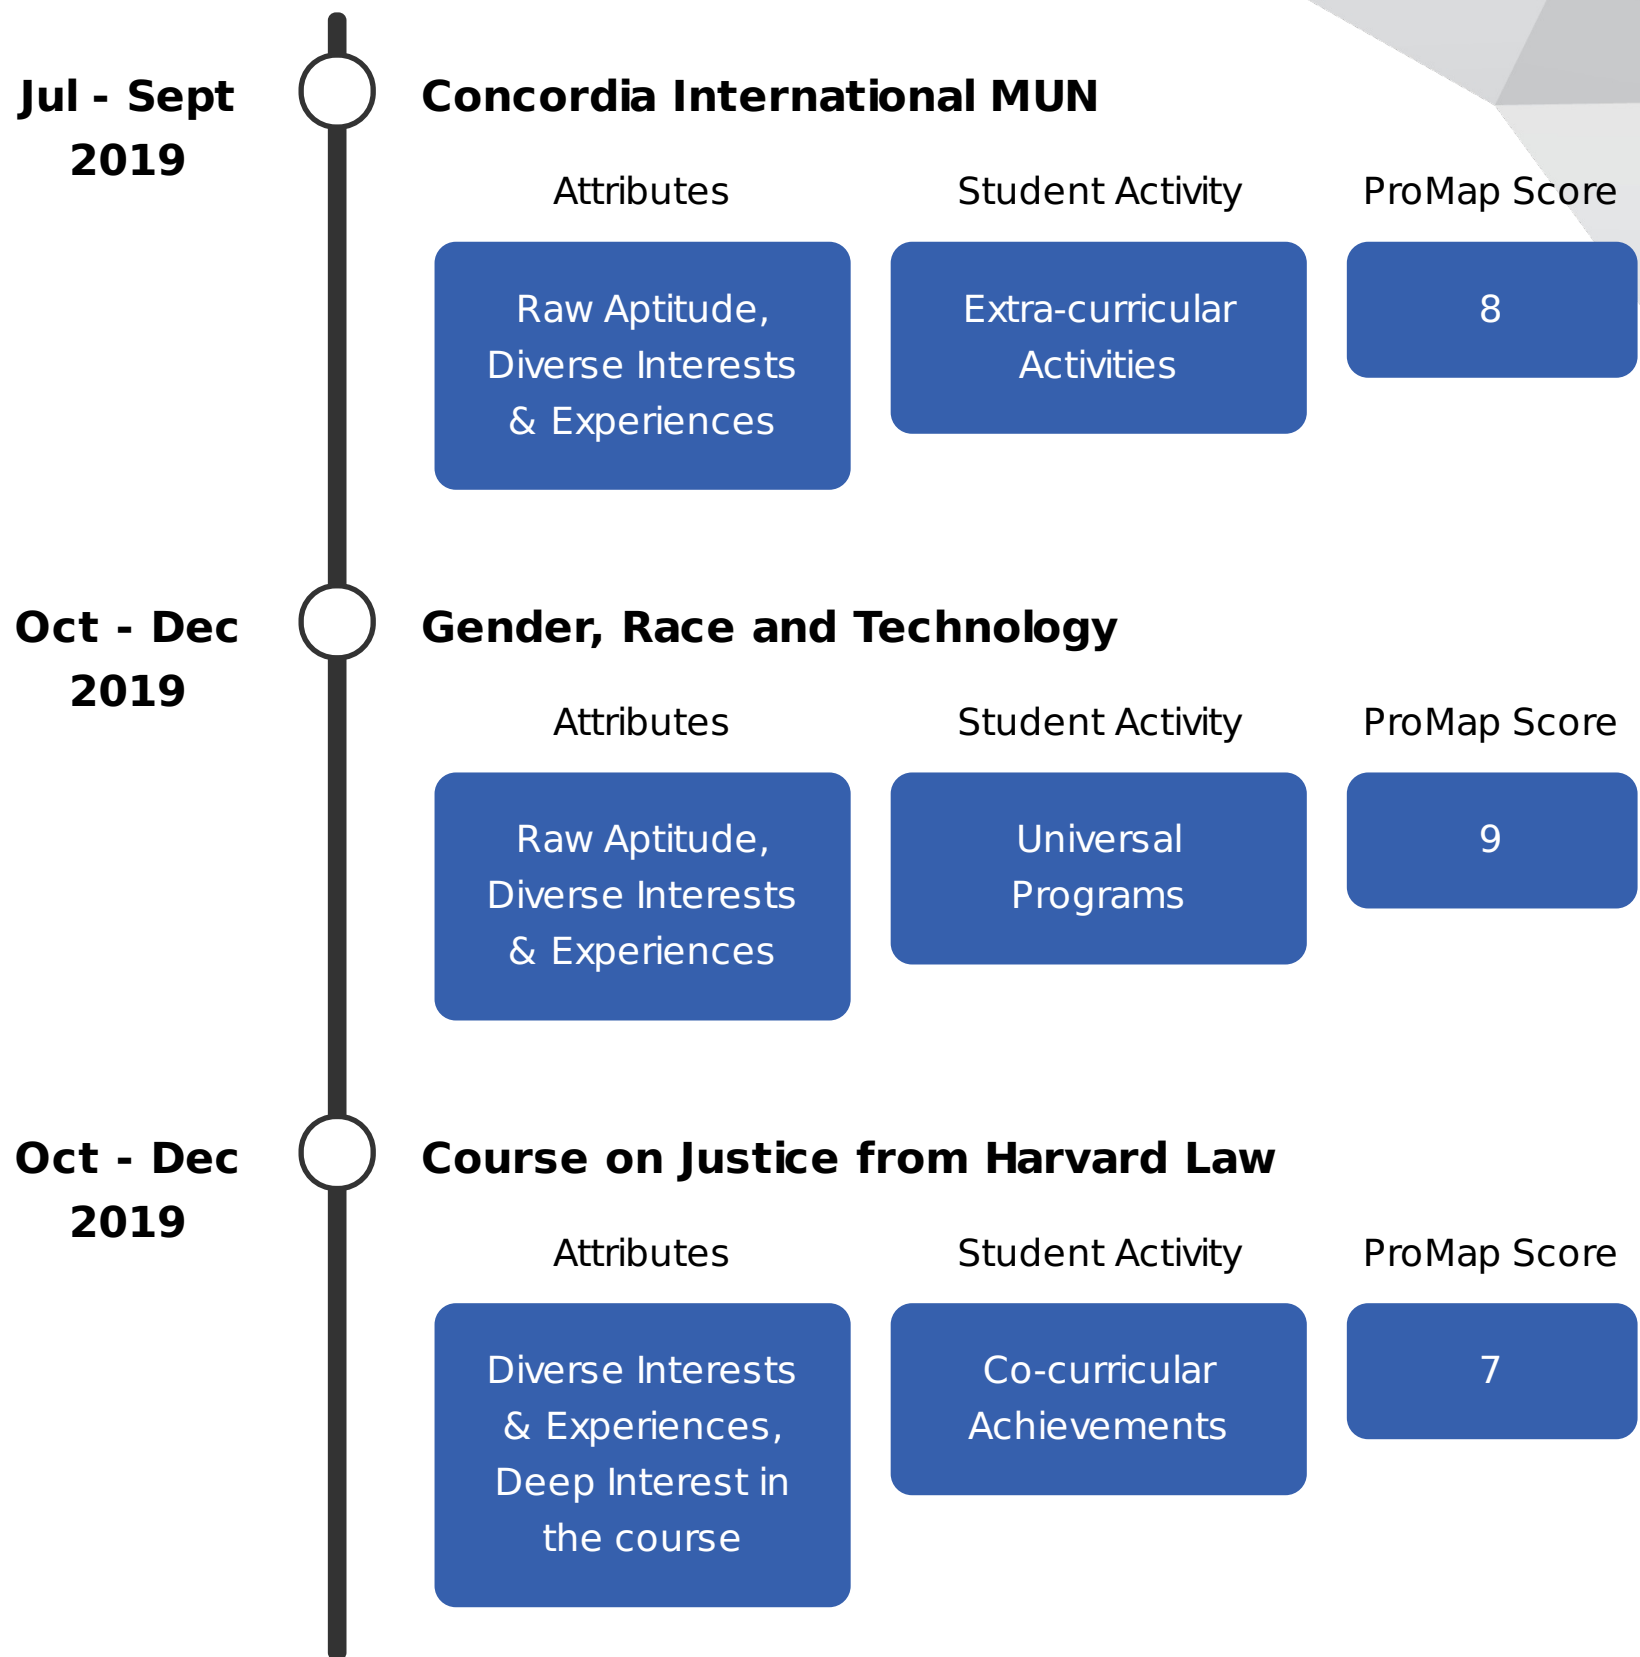 Jul - Sept
2019
Concordia International MUN
Attributes
Student Activity
ProMap Score
Raw Aptitude,
Diverse Interests
& Experiences
Extra-curricular
Activities
8
Oct - Dec
2019
Gender, Race and Technology
Attributes
Student Activity
ProMap Score
Raw Aptitude,
Diverse Interests
& Experiences
Universal
Programs
9
Oct - Dec
2019
Course on Justice from Harvard Law
Attributes
Student Activity
ProMap Score
Diverse Interests
& Experiences,
Deep Interest in
the course
Co-curricular
Achievements
7